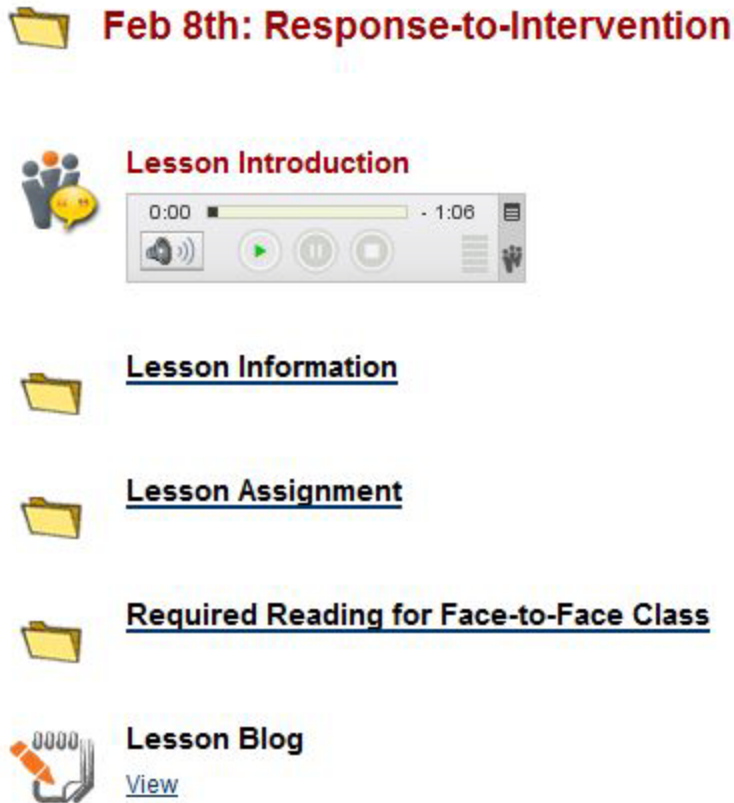 Feb 8th: Response-to-Intervention
Lesson Introduction
0:00 - 1:06
Lesson Information
Lesson Assignment
Required Reading for Face-to-Face Class
Lesson Blog
View